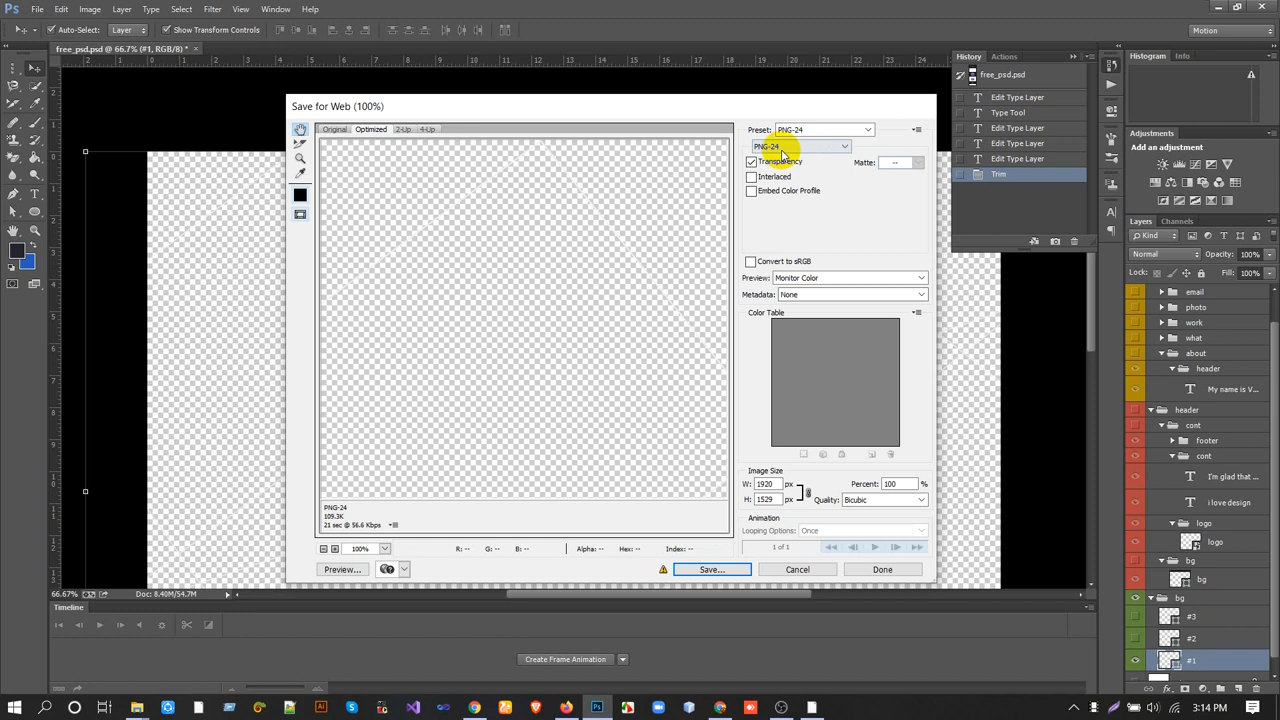 Ps File Edit Image Layer Type Select Filter View Window Help
Auto-Select: Layer Show Transform Controls Motion
free_psd.psd @ 66.7% (#1, RGB/8) *
History Actions
free_psd.psd
Edit Type Layer
Type Tool
Edit Type Layer
Edit Type Layer
Edit Type Layer
Trim
Histogram Info
Adjustments
Add an adjustment
Layers Channels
Kind
Normal Opacity: 100%
Lock: Fill: 100%
email
photo
work
what
about
header
My name is V...
header
cont
footer
cont
I'm glad that ...
i love design
logo
logo
bg
bg
bg
#3
#2
#1
Save for Web (100%)
Original Optimized 2-Up 4-Up
Preset: PNG-24
PNG-24
Transparency Matte: --
Interlaced
Embed Color Profile
Convert to sRGB
Preview: Monitor Color
Metadata: None
Color Table
Image Size
W: 1920 px Percent: 100 %
H: 1529 px Quality: Bicubic
Animation
Looping Options: Once
1 of 1
PNG-24
109.3K
21 sec @ 56.6 Kbps
100% R: -- G: -- B: -- Alpha: -- Hex: -- Index: --
Preview... Save... Cancel Done
66.67% Doc: 8.40M/54.7M
Timeline
Create Frame Animation
3:14 PM